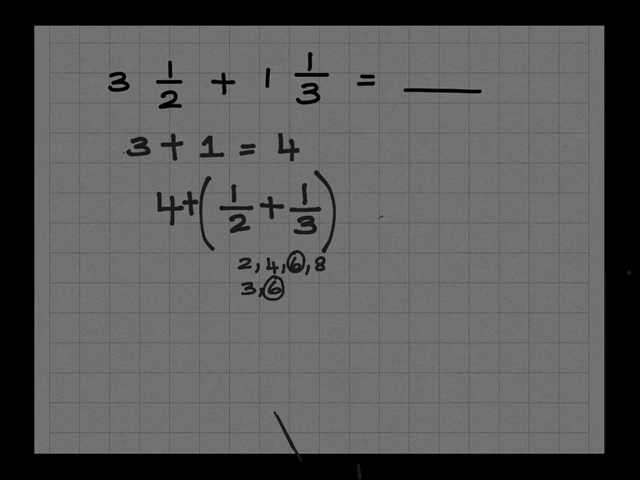 3 1/2 + 1 1/3 = ___
3 + 1 = 4
4 + (1/2 + 1/3)
2, 4, 6, 8
3, 6